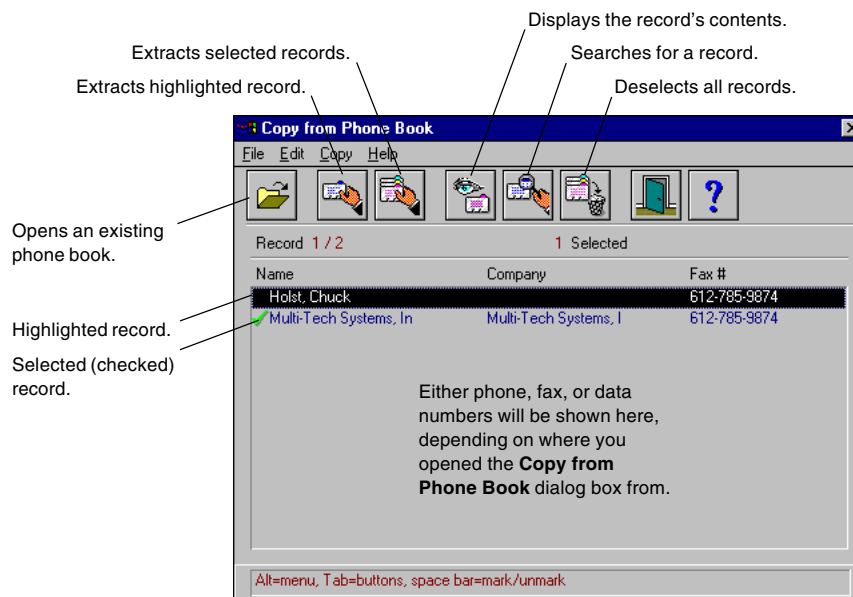 Displays the record's contents.
Extracts selected records.
Searches for a record.
Extracts highlighted record.
Deselects all records.
Copy from Phone Book
File Edit Copy Help
Opens an existing
phone book.
Record 1 / 2 1 Selected
Name Company Fax #
Holst, Chuck 612-785-9874
Multi-Tech Systems, In Multi-Tech Systems, I 612-785-9874
Highlighted record.
Selected (checked)
record.
Either phone, fax, or data
numbers will be shown here,
depending on where you
opened the Copy from
Phone Book dialog box from.
Alt=menu, Tab=buttons, space bar=mark/unmark